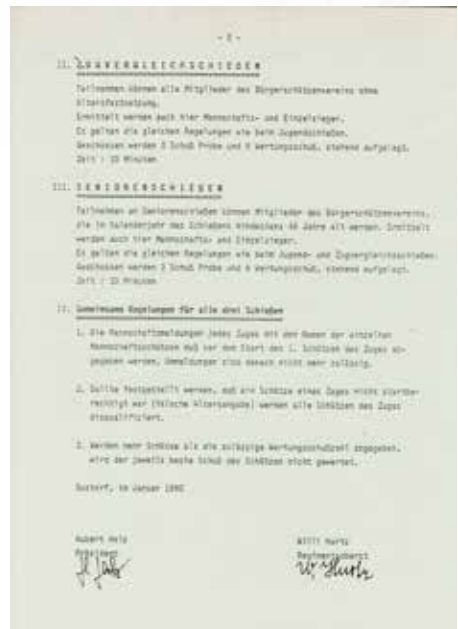 - 2 -
II. ZUGVERGLEICHSCHIEßEN
Teilnehmen können alle Mitglieder des Bürgerschützenvereins ohne
Altersfestsetzung.
Ermittelt werden auch hier Mannschafts- und Einzelsieger.
Es gelten die gleichen Regelungen wie beim Jugendschießen.
Geschossen werden 3 Schuß Probe und 6 Wertungsschuß, stehend aufgelegt.
Zeit : 10 Minuten
III. SENIORENSCHIEßEN
Teilnehmen an Seniorenschießen können Mitglieder des Bürgerschützenvereins,
die im Kalenderjahr des Schießens mindestens Jahre alt werden. Ermittelt
werden auch hier Mannschafts- und Einzelsieger.
Es gelten die gleichen Regelungen wie beim Jugend- und Zugvergleichschießen.
Geschossen werden 3 Schuß Probe und 6 Wertungsschuß, stehend aufgelegt.
Zeit : 10 Minuten
IV. Gemeinsame Regelungen für alle drei Schießen
1. Die Mannschaftsmeldungen jedes Zuges mit den Namen der einzelnen
Mannschaftsschützen muß vor dem Start des 1. Schützen des Zuges ab-
gegeben werden. Ummeldungen sind danach nicht mehr zulässig.
2. Sollte festgestellt werden, daß ein Schütze eines Zuges nicht startbe-
rechtigt war (falsche Altersangabe) werden alle Schützen des Zuges
disqualifiziert.
3. Werden mehr Schüsse als die zulässige Wertungsschußzahl abgegeben,
wird der jeweils beste Schuß des Schützen nicht gewertet.
im Januar
Hubert
Präsident
Willi
Regimentsoberst